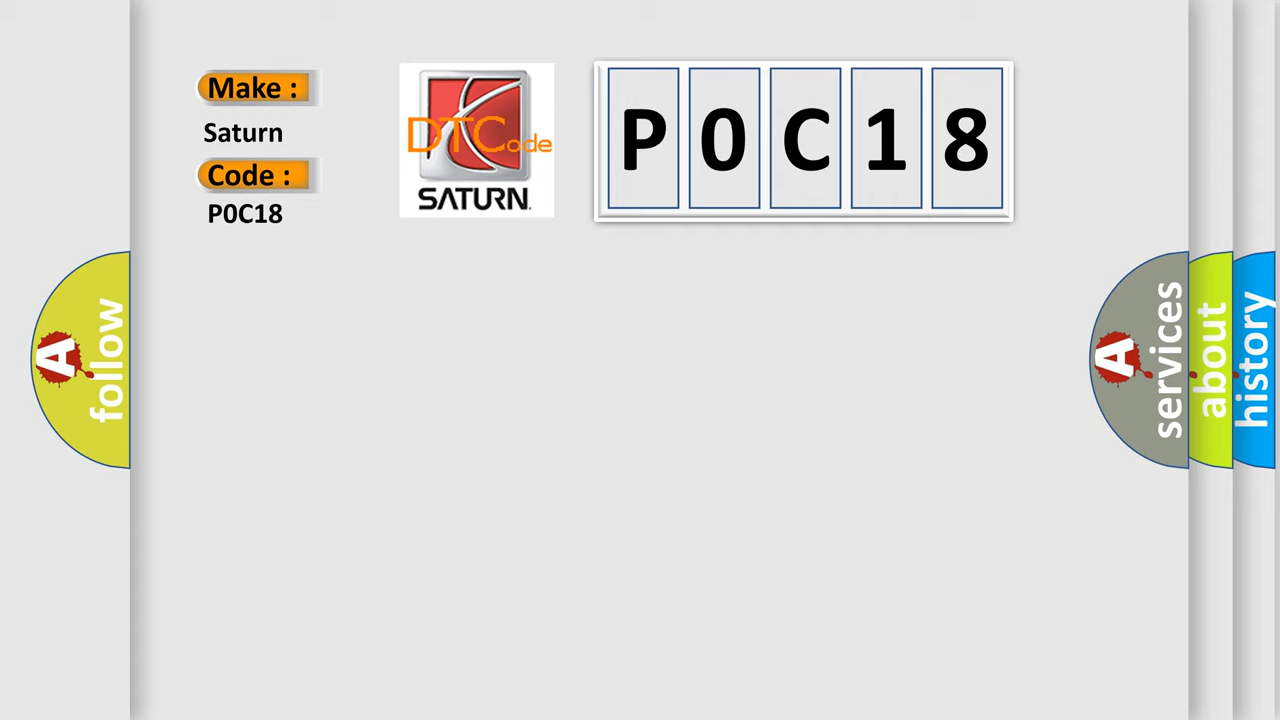 Make :
Saturn
Code :
P0C18
DTCode
SATURN.
P 0 C 1 8
A follow
A services
about
history